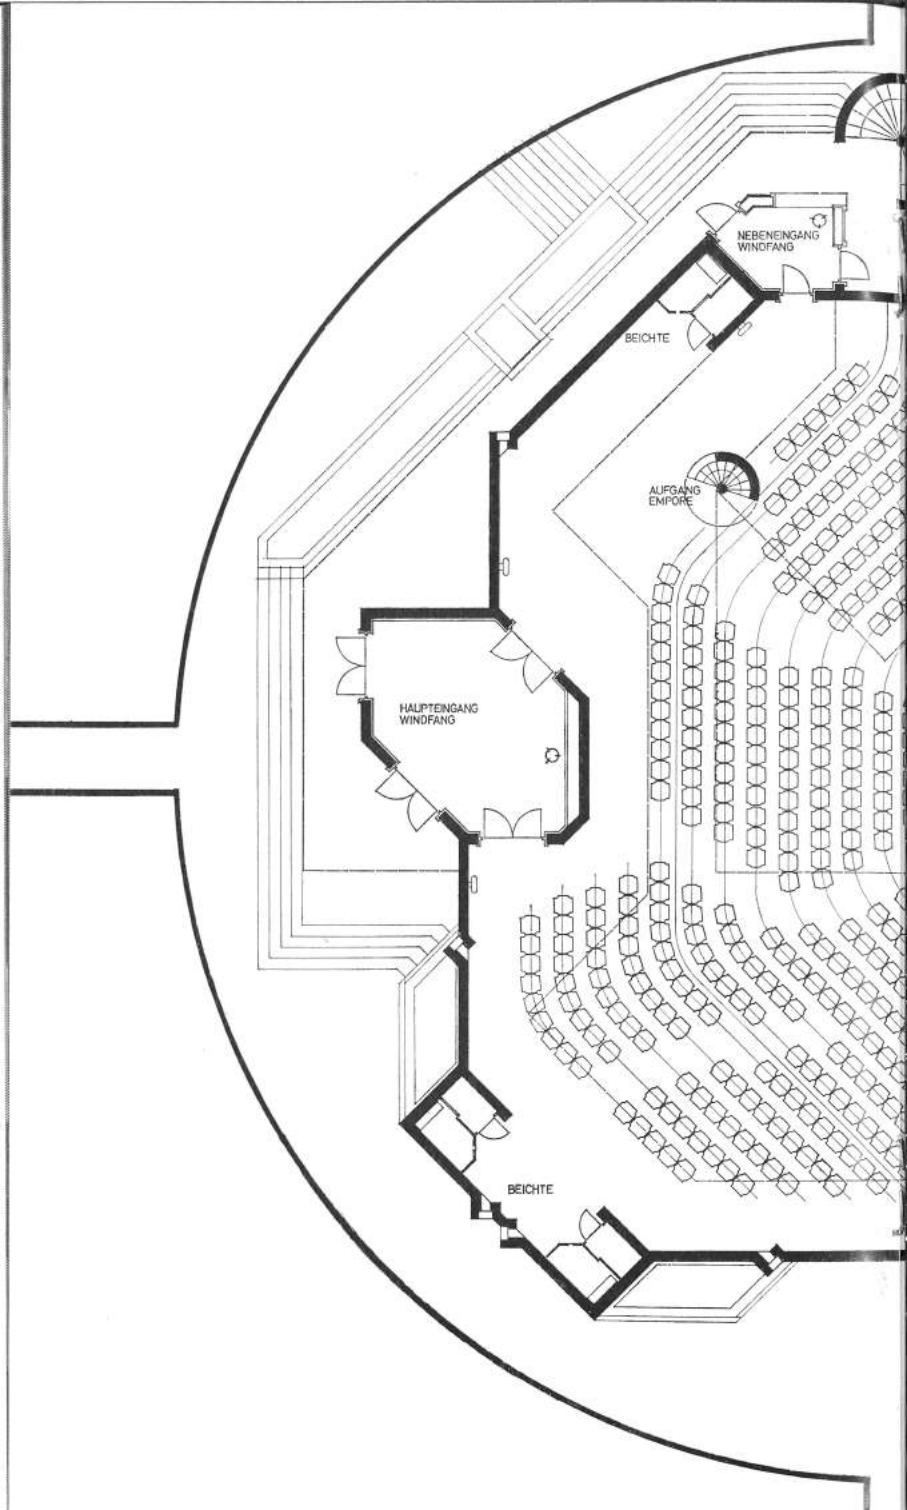 NEBENEINGANG
WINDFANG
BEICHTE
AUFGANG
EMPORE
HAUPTEINGANG
WINDFANG
BEICHTE